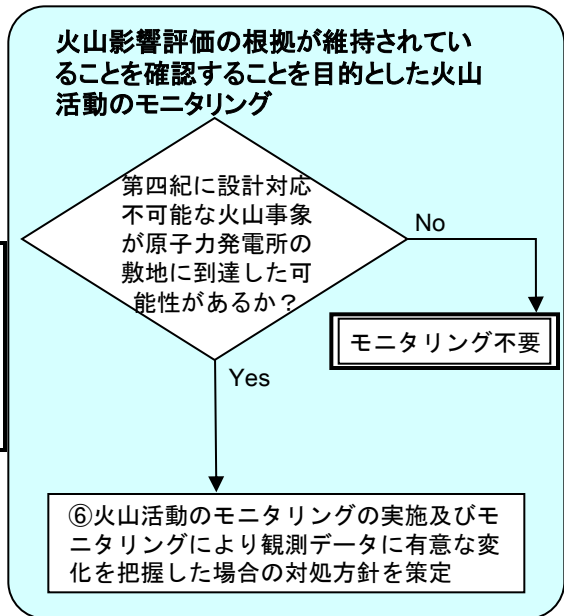 火山影響評価の根拠が維持されてい
ることを確認することを目的とした火山
活動のモニタリング
第四紀に設計対応
不可能な火山事象
が原子力発電所の
敷地に到達した可
能性があるか?
No
モニタリング不要
Yes
⑥火山活動のモニタリングの実施及びモ
ニタリングにより観測データに有意な変
化を把握した場合の対処方針を策定